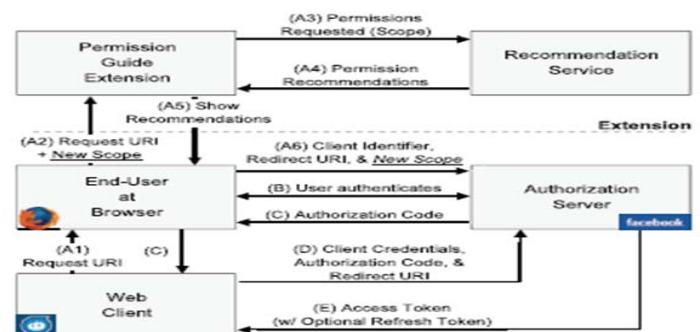 (A3) Permissions
Requested (Scope)
Permission
Guide
Extension
Recommendation
Service
(A4) Permission
Recommendations
(A5) Show
Recommendations
Extension
(A2) Request URI
+ New Scope
(A6) Client Identifier,
Redirect URI, & New Scope
End-User
at
Browser
(B) User authenticates
Authorization
Server
(C) Authorization Code
facebook
(A1)
Request URI
(C)
(D) Client Credentials,
Authorization Code, &
Redirect URI
Web
Client
(E) Access Token
(w/ Optional Refresh Token)